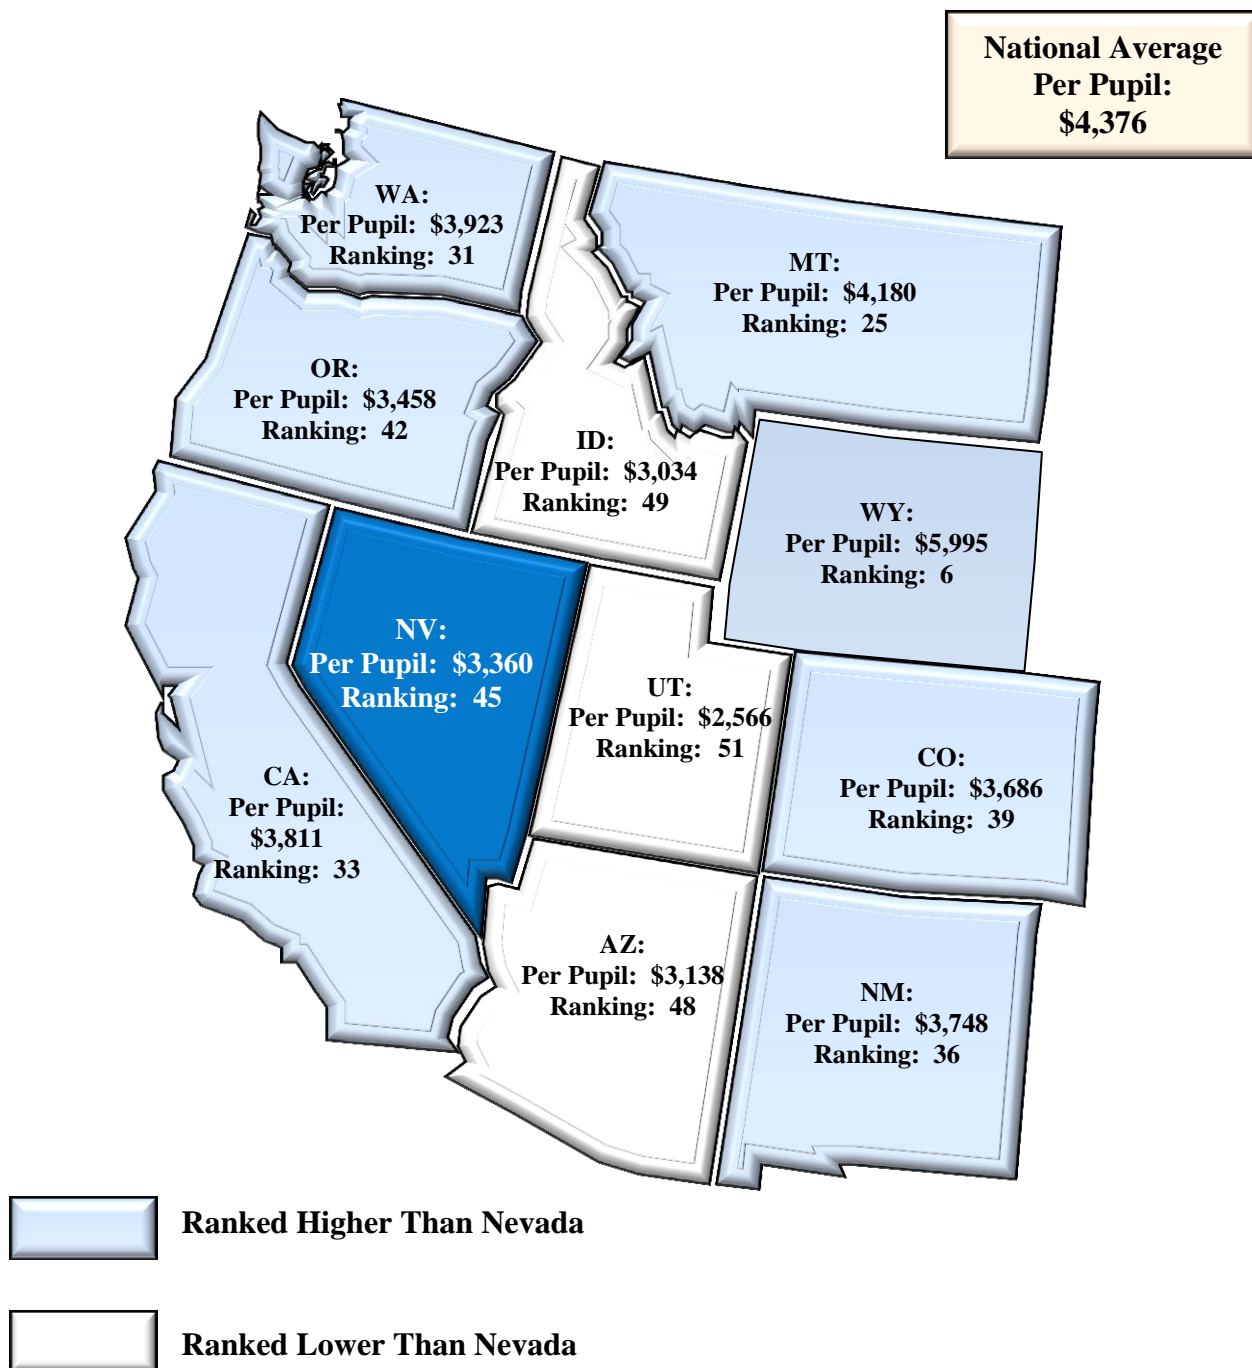 National Average
Per Pupil:
$4,376
WA:
Per Pupil: $3,923
Ranking: 31
MT:
Per Pupil: $4,180
Ranking: 25
OR:
Per Pupil: $3,458
Ranking: 42
ID:
Per Pupil: $3,034
Ranking: 49
WY:
Per Pupil: $5,995
Ranking: 6
NV:
Per Pupil: $3,360
Ranking: 45
UT:
Per Pupil: $2,566
Ranking: 51
CO:
Per Pupil: $3,686
Ranking: 39
CA:
Per Pupil:
$3,811
Ranking: 33
AZ:
Per Pupil: $3,138
Ranking: 48
NM:
Per Pupil: $3,748
Ranking: 36
Ranked Higher Than Nevada
Ranked Lower Than Nevada